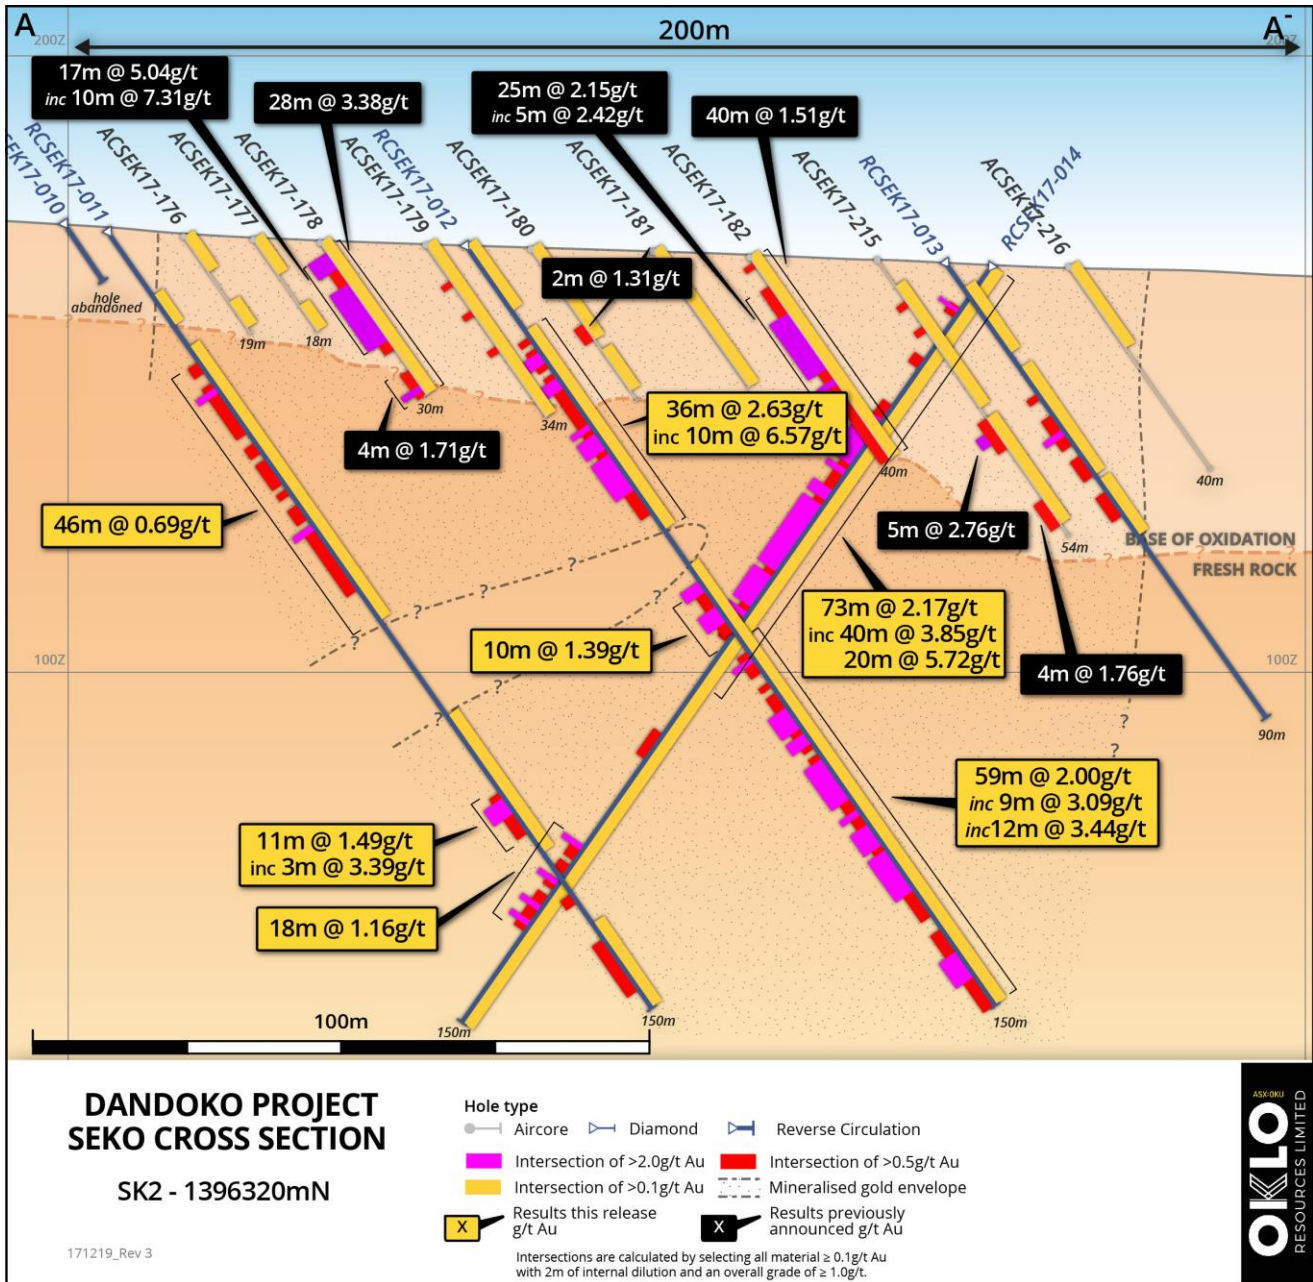 A
200m
A-
200Z
200Z
17m @ 5.04g/t
inc 10m @ 7.31g/t
28m @ 3.38g/t
25m @ 2.15g/t
inc 5m @ 2.42g/t
40m @ 1.51g/t
EK17-010
RCSEK17-011
ACSEK17-176
ACSEK17-177
ACSEK17-178
ACSEK17-179
RCSEK17-012
ACSEK17-180
ACSEK17-181
ACSEK17-182
ACSEK17-215
RCSEK17-013
RCSEK17-014
ACSEK17-216
2m @ 1.31g/t
hole
abandoned
?
?
?
19m
18m
?
30m
?
34m
?
4m @ 1.71g/t
36m @ 2.63g/t
inc 10m @ 6.57g/t
40m
?
40m
46m @ 0.69g/t
5m @ 2.76g/t
54m
BASE OF OXIDATION
?
?
FRESH ROCK
?
?
?
?
73m @ 2.17g/t
inc 40m @ 3.85g/t
20m @ 5.72g/t
10m @ 1.39g/t
4m @ 1.76g/t
100Z
100Z
?
?
?
?
90m
59m @ 2.00g/t
inc 9m @ 3.09g/t
inc12m @ 3.44g/t
11m @ 1.49g/t
inc 3m @ 3.39g/t
18m @ 1.16g/t
100m
150m
150m
150m
DANDOKO PROJECT
SEKO CROSS SECTION
SK2 - 1396320mN
171219_Rev 3
Hole type
Aircore
Diamond
Reverse Circulation
Intersection of >2.0g/t Au
Intersection of >0.5g/t Au
Intersection of >0.1g/t Au
Mineralised gold envelope
X
Results this release
g/t Au
X
Results previously
announced g/t Au
Intersections are calculated by selecting all material ≥ 0.1g/t Au
with 2m of internal dilution and an overall grade of ≥ 1.0g/t.
ASX:OKU
OKLO
RESOURCES LIMITED